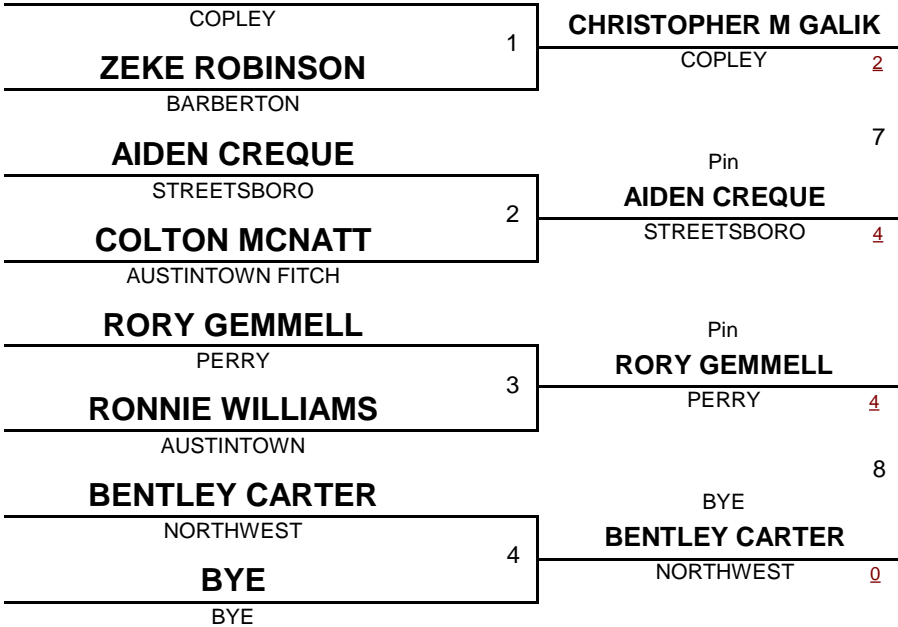 COPLEY
1
CHRISTOPHER M GALIK
COPLEY 2
ZEKE ROBINSON
BARBERTON
7
AIDEN CREQUE
STREETSBORO
2
Pin
AIDEN CREQUE
STREETSBORO 4
COLTON MCNATT
AUSTINTOWN FITCH
RORY GEMMELL
PERRY
3
Pin
RORY GEMMELL
PERRY 4
RONNIE WILLIAMS
AUSTINTOWN
8
BENTLEY CARTER
NORTHWEST
4
BYE
BENTLEY CARTER
NORTHWEST 0
BYE
BYE